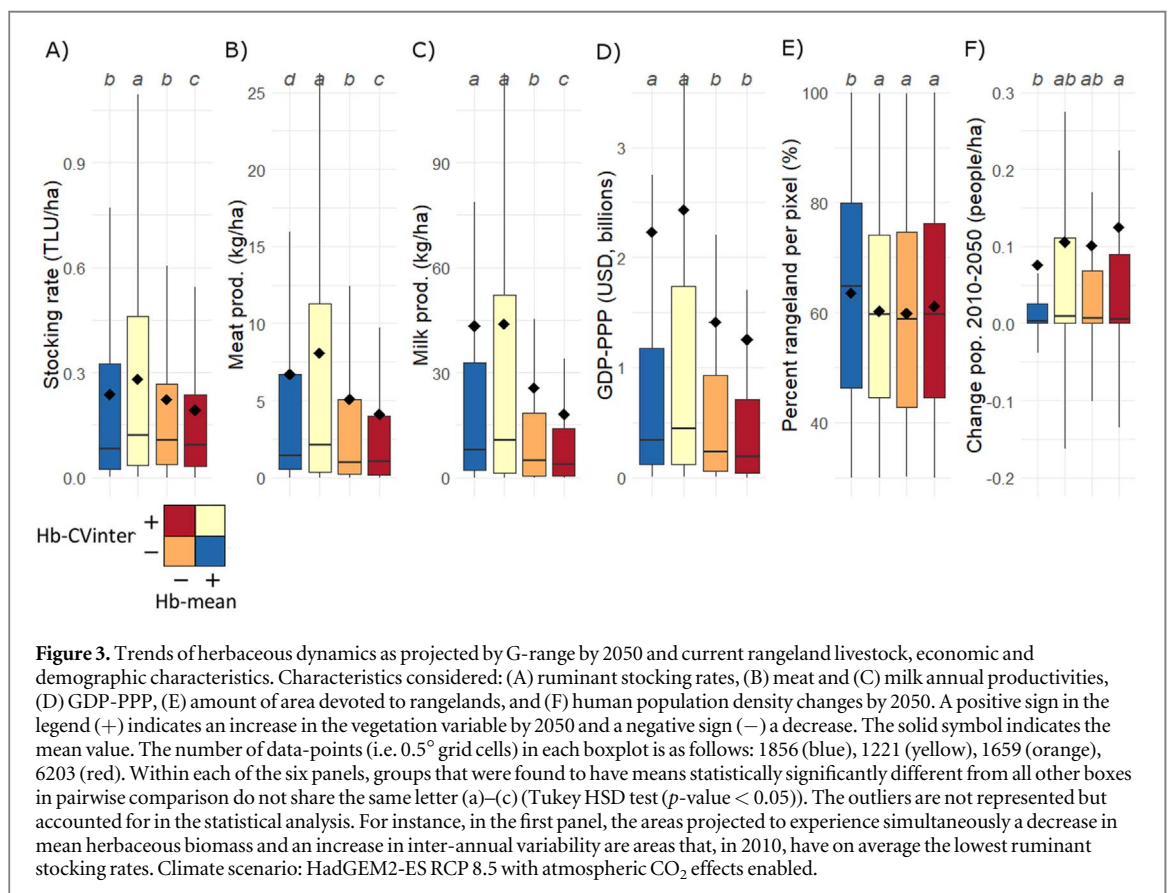 A)
B)
C)
D)
E)
F)
b a b c
d a b c
a a b c
a a b b
b a a a
b ab ab a
Stocking rate (TLU/ha)
0.9
0.6
0.3
0.0
Meat prod. (kg/ha)
25
20
15
10
5
0
Milk prod. (kg/ha)
90
60
30
0
GDP-PPP (USD, billions)
3
2
1
0
Percent rangeland per pixel (%)
100
80
60
40
Change pop. 2010-2050 (people/ha)
0.3
0.2
0.1
0.0
-0.1
-0.2
Hb-CVinter
+
−
− +
Hb-mean
Figure 3. Trends of herbaceous dynamics as projected by G-range by 2050 and current rangeland livestock, economic and
demographic characteristics. Characteristics considered: (A) ruminant stocking rates, (B) meat and (C) milk annual productivities,
(D) GDP-PPP, (E) amount of area devoted to rangelands, and (F) human population density changes by 2050. A positive sign in the
legend (+) indicates an increase in the vegetation variable by 2050 and a negative sign (−) a decrease. The solid symbol indicates the
mean value. The number of data-points (i.e. 0.5° grid cells) in each boxplot is as follows: 1856 (blue), 1221 (yellow), 1659 (orange),
6203 (red). Within each of the six panels, groups that were found to have means statistically significantly different from all other boxes
in pairwise comparison do not share the same letter (a)–(c) (Tukey HSD test (p-value < 0.05)). The outliers are not represented but
accounted for in the statistical analysis. For instance, in the first panel, the areas projected to experience simultaneously a decrease in
mean herbaceous biomass and an increase in inter-annual variability are areas that, in 2010, have on average the lowest ruminant
stocking rates. Climate scenario: HadGEM2-ES RCP 8.5 with atmospheric CO₂ effects enabled.